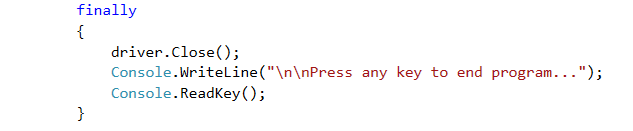 finally
{
driver.Close();
Console.WriteLine("\n\nPress any key to end program...");
Console.ReadKey();
}